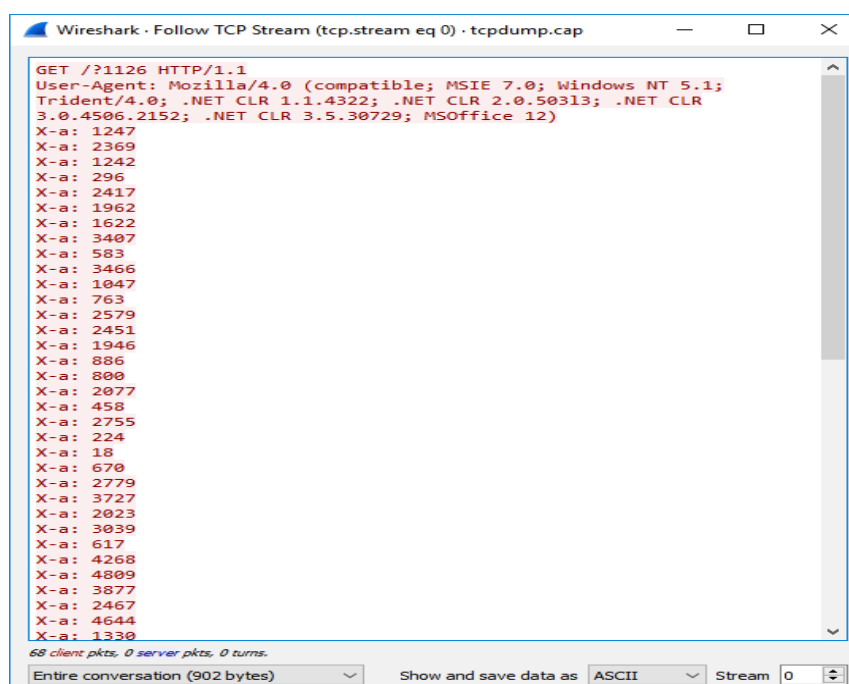 Wireshark · Follow TCP Stream (tcp.stream eq 0) · tcpdump.cap
GET /?1126 HTTP/1.1
User-Agent: Mozilla/4.0 (compatible; MSIE 7.0; Windows NT 5.1;
Trident/4.0; .NET CLR 1.1.4322; .NET CLR 2.0.503l3; .NET CLR
3.0.4506.2152; .NET CLR 3.5.30729; MSOffice 12)
X-a: 1247
X-a: 2369
X-a: 1242
X-a: 296
X-a: 2417
X-a: 1962
X-a: 1622
X-a: 3407
X-a: 583
X-a: 3466
X-a: 1047
X-a: 763
X-a: 2579
X-a: 2451
X-a: 1946
X-a: 886
X-a: 800
X-a: 2077
X-a: 458
X-a: 2755
X-a: 224
X-a: 18
X-a: 670
X-a: 2779
X-a: 3727
X-a: 2023
X-a: 3039
X-a: 617
X-a: 4268
X-a: 4809
X-a: 3877
X-a: 2467
X-a: 4644
X-a: 1330
68 client pkts, 0 server pkts, 0 turns.
Entire conversation (902 bytes)
Show and save data as ASCII
Stream 0